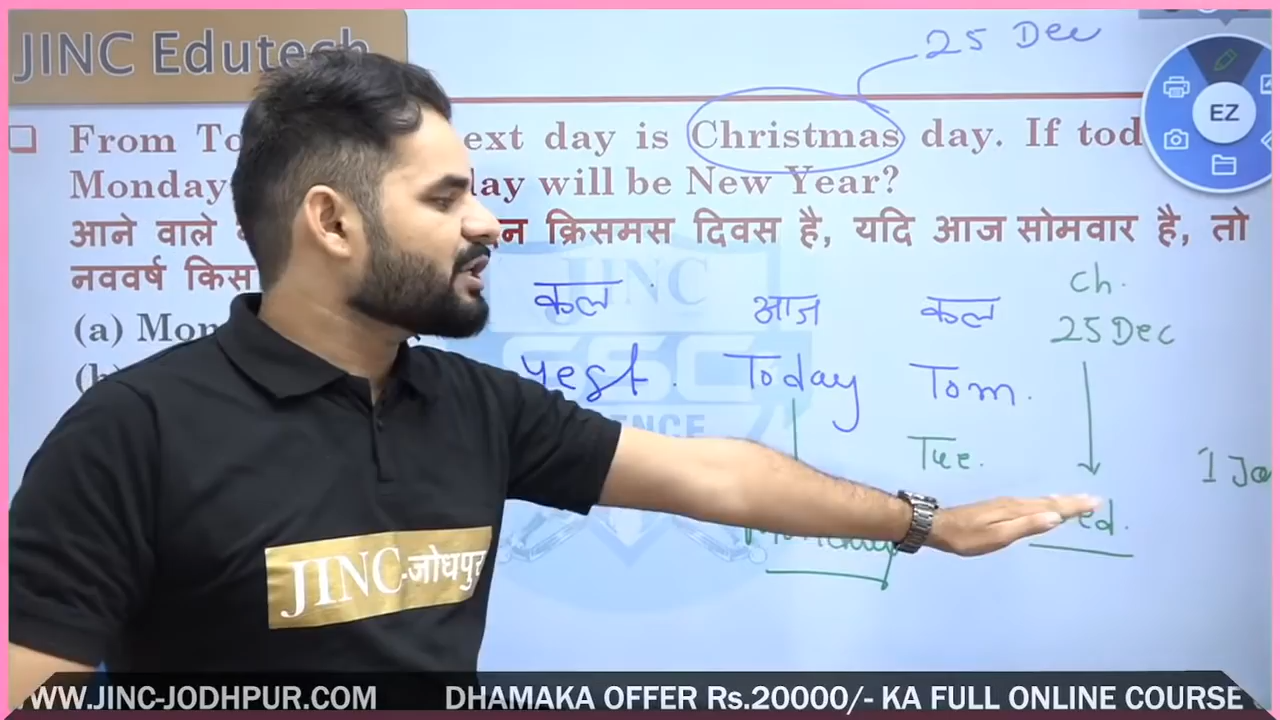 JINC Edutech
25 Dec
From To ext day is Christmas day. If tod
EZ
Monday day will be New Year?
आने वाले न क्रिसमस दिवस है, यदि आज सोमवार है, तो
नववर्ष किस
ch.
कल आज कल
25 Dec
(a) Mon
Yest. Today Tom.
Tue.
1 Ja
ed.
JINC-जोधपुर
WWW.JINC-JODHPUR.COM DHAMAKA OFFER Rs.20000/- KA FULL ONLINE COURSE